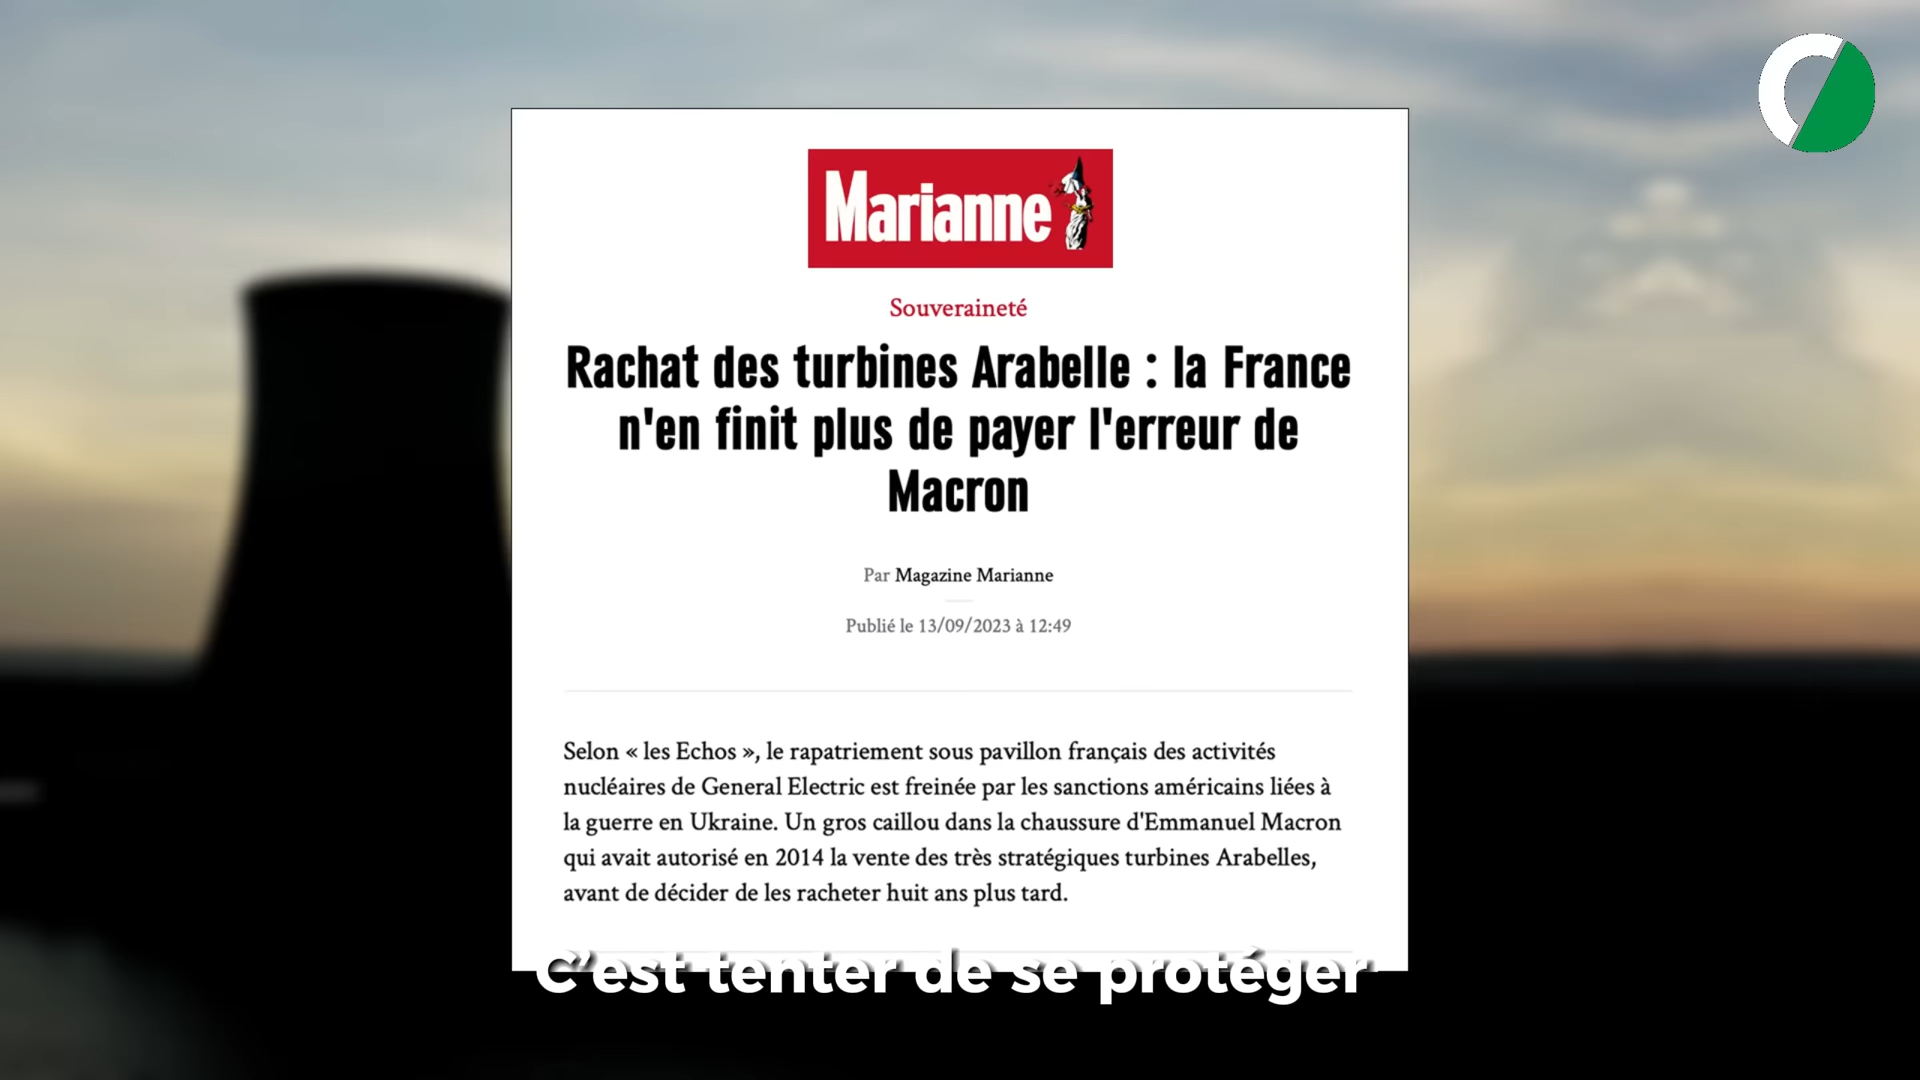 Marianne
Souveraineté
Rachat des turbines Arabelle : la France
n'en finit plus de payer l'erreur de
Macron
Par Magazine Marianne
Publié le 13/09/2023 à 12:49
Selon « les Echos », le rapatriement sous pavillon français des activités
nucléaires de General Electric est freinée par les sanctions américains liées à
la guerre en Ukraine. Un gros caillou dans la chaussure d'Emmanuel Macron
qui avait autorisé en 2014 la vente des très stratégiques turbines Arabelles,
avant de décider de les racheter huit ans plus tard.
C'est tenter de se protéger